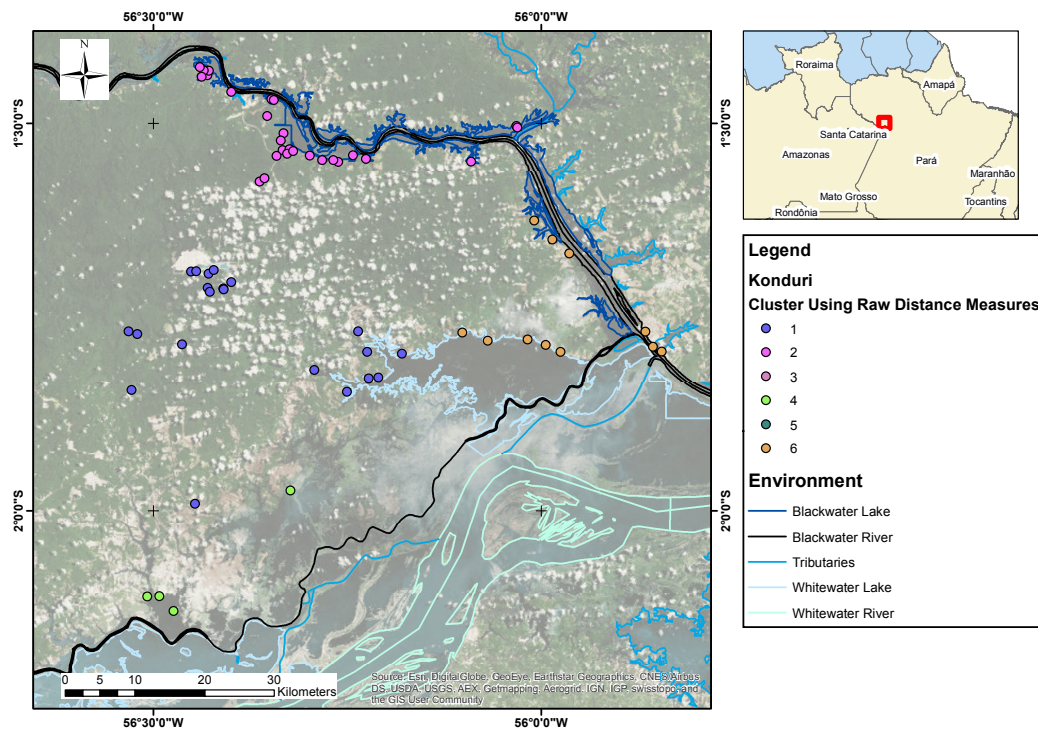 56°30'0"W
56°0'0"W
N
1°30'0"S
1°30'0"S
2°0'0"S
2°0'0"S
0 5 10 20 30
Kilometers
Source: Esri, DigitalGlobe, GeoEye, Earthstar Geographics, CNES/Airbus
DS, USDA, USGS, AEX, Getmapping, Aerogrid, IGN, IGP, swisstopo, and
the GIS User Community
56°30'0"W
56°0'0"W
Roraima
Amapá
Santa Catarina
Amazonas
Pará
Maranhão
Mato Grosso
Tocantins
Rondônia
Legend
Konduri
Cluster Using Raw Distance Measures
1
2
3
4
5
6
Environment
Blackwater Lake
Blackwater River
Tributaries
Whitewater Lake
Whitewater River